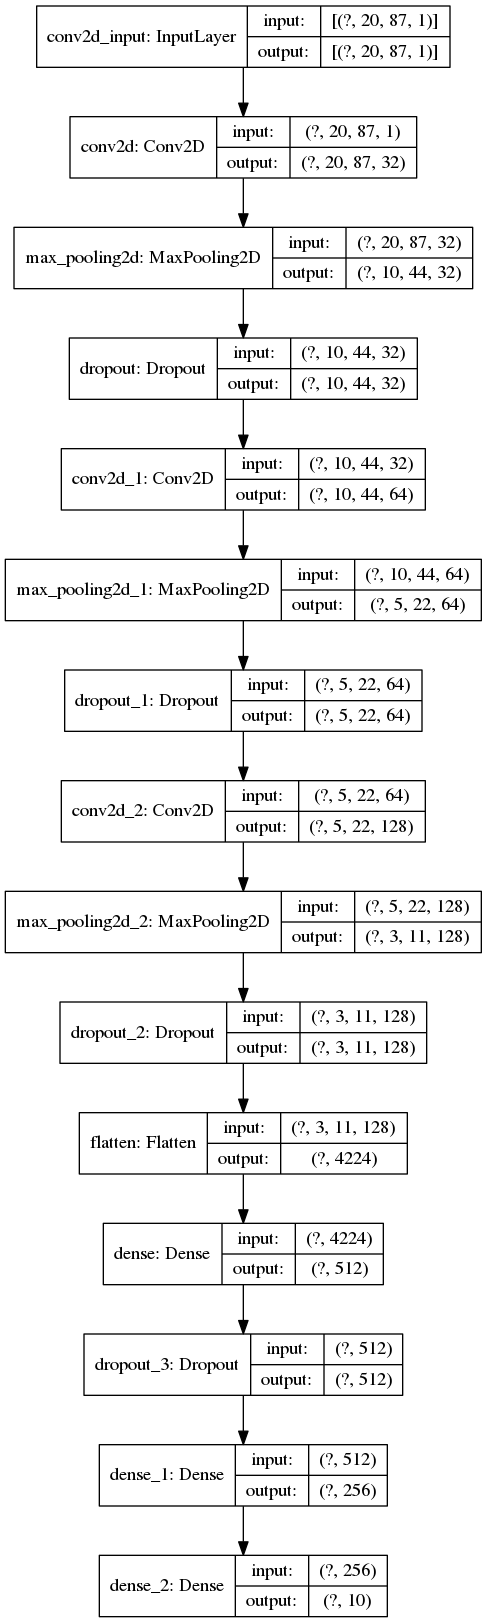 conv2d_input: InputLayer
input: [(?, 20, 87, 1)]
output: [(?, 20, 87, 1)]
conv2d: Conv2D
input: (?, 20, 87, 1)
output: (?, 20, 87, 32)
max_pooling2d: MaxPooling2D
input: (?, 20, 87, 32)
output: (?, 10, 44, 32)
dropout: Dropout
input: (?, 10, 44, 32)
output: (?, 10, 44, 32)
conv2d_1: Conv2D
input: (?, 10, 44, 32)
output: (?, 10, 44, 64)
max_pooling2d_1: MaxPooling2D
input: (?, 10, 44, 64)
output: (?, 5, 22, 64)
dropout_1: Dropout
input: (?, 5, 22, 64)
output: (?, 5, 22, 64)
conv2d_2: Conv2D
input: (?, 5, 22, 64)
output: (?, 5, 22, 128)
max_pooling2d_2: MaxPooling2D
input: (?, 5, 22, 128)
output: (?, 3, 11, 128)
dropout_2: Dropout
input: (?, 3, 11, 128)
output: (?, 3, 11, 128)
flatten: Flatten
input: (?, 3, 11, 128)
output: (?, 4224)
dense: Dense
input: (?, 4224)
output: (?, 512)
dropout_3: Dropout
input: (?, 512)
output: (?, 512)
dense_1: Dense
input: (?, 512)
output: (?, 256)
dense_2: Dense
input: (?, 256)
output: (?, 10)